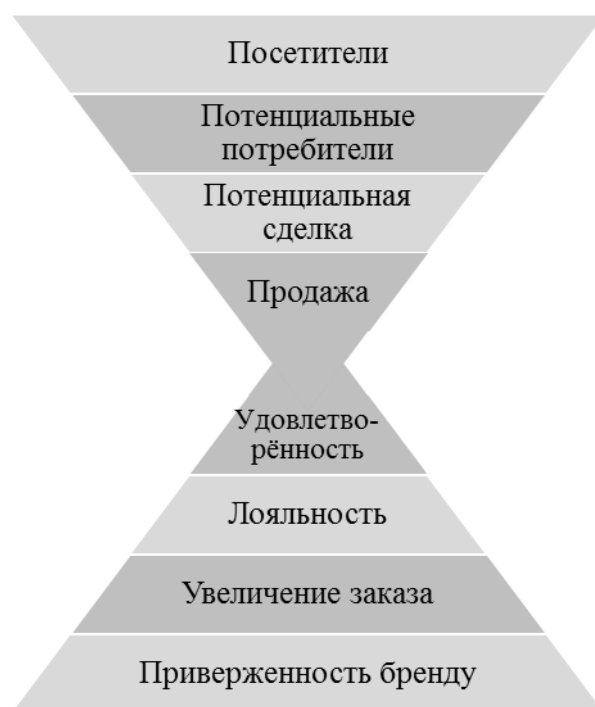 Посетители
Потенциальные
потребители
Потенциальная
сделка
Продажа
Удовлетво-
рённость
Лояльность
Увеличение заказа
Приверженность бренду